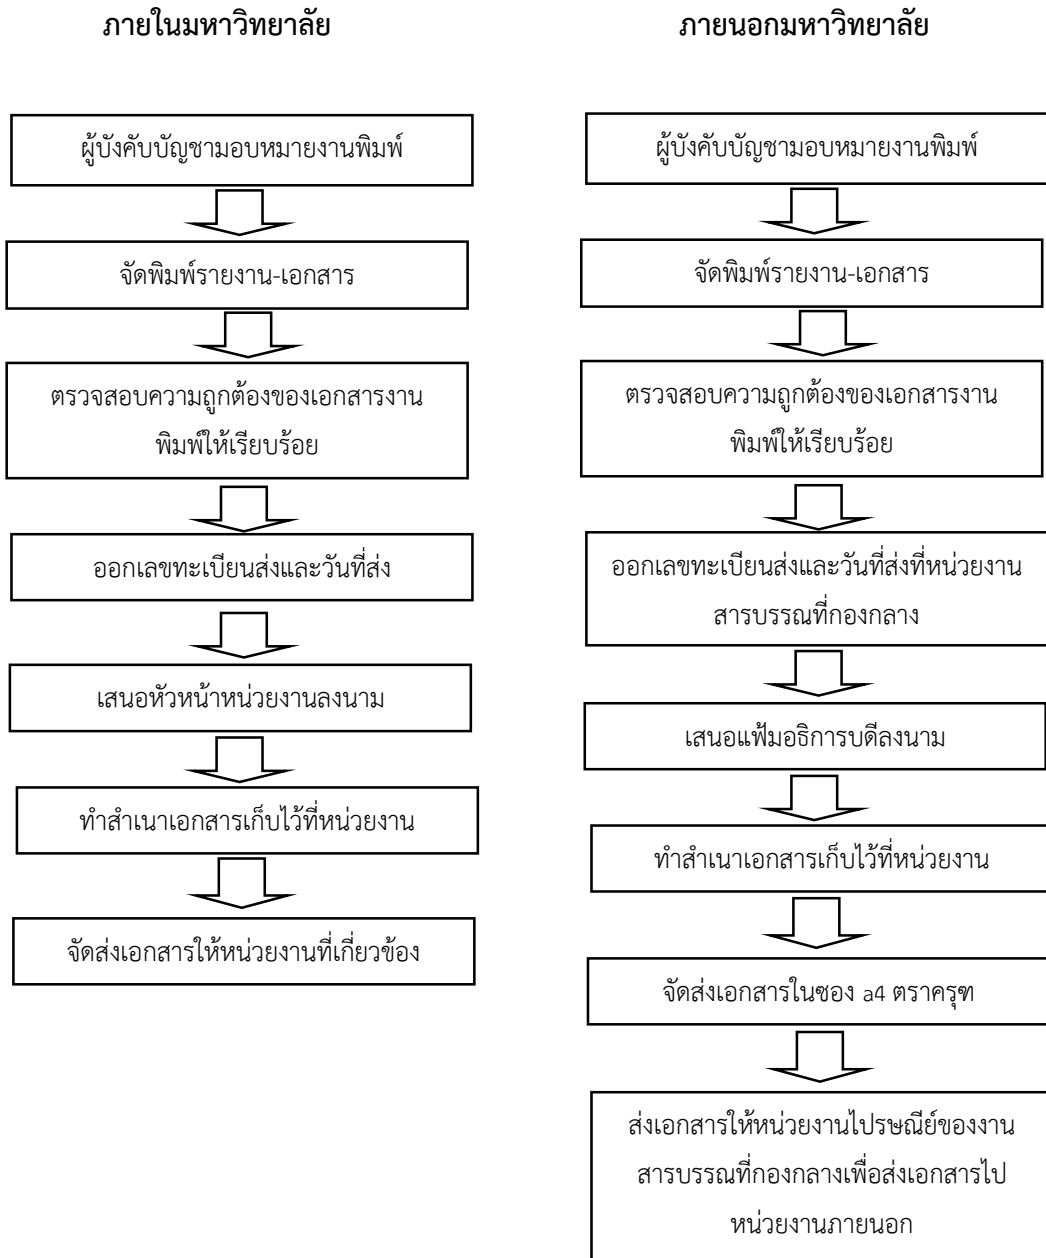 ภายในมหาวิทยาลัย
ผู้บังคับบัญชามอบหมายงานพิมพ์
จัดพิมพ์รายงาน-เอกสาร
ตรวจสอบความถูกต้องของเอกสารงาน
พิมพ์ให้เรียบร้อย
ออกเลขทะเบียนส่งและวันที่ส่ง
เสนอหัวหน้าหน่วยงานลงนาม
ทำสำเนาเอกสารเก็บไว้ที่หน่วยงาน
จัดส่งเอกสารให้หน่วยงานที่เกี่ยวข้อง
ภายนอกมหาวิทยาลัย
ผู้บังคับบัญชามอบหมายงานพิมพ์
จัดพิมพ์รายงาน-เอกสาร
ตรวจสอบความถูกต้องของเอกสารงาน
พิมพ์ให้เรียบร้อย
ออกเลขทะเบียนส่งและวันที่ส่งที่หน่วยงาน
สารบรรณที่กองกลาง
เสนอแฟ้มอธิการบดีลงนาม
ทำสำเนาเอกสารเก็บไว้ที่หน่วยงาน
จัดส่งเอกสารในซอง a4 ตราครุฑ
ส่งเอกสารให้หน่วยงานไปรษณีย์ของงาน
สารบรรณที่กองกลางเพื่อส่งเอกสารไป
หน่วยงานภายนอก